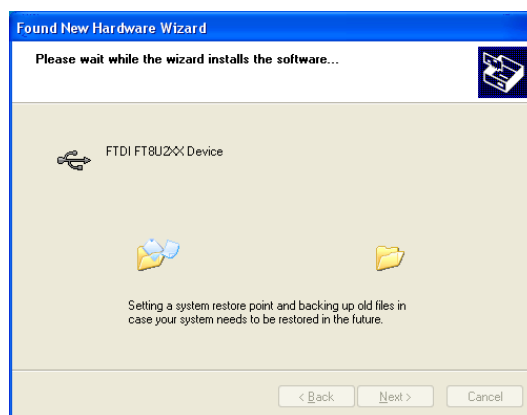 Found New Hardware Wizard
Please wait while the wizard installs the software...
FTDI FT8U2XX Device
Setting a system restore point and backing up old files in
case your system needs to be restored in the future.
< Back
Next >
Cancel